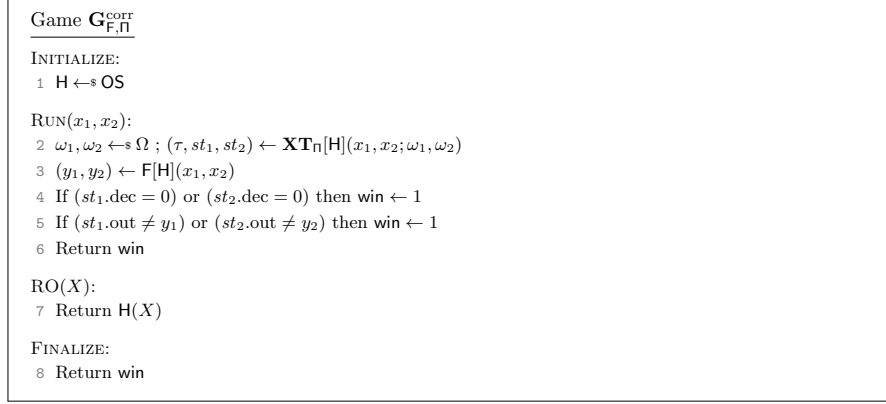 Game G^{corr}_{F,Π}
INITIALIZE:
1 H ←$ OS
RUN(x₁, x₂):
2 ω₁, ω₂ ←$ Ω ; (τ, st₁, st₂) ← XT_Π[H](x₁, x₂; ω₁, ω₂)
3 (y₁, y₂) ← F[H](x₁, x₂)
4 If (st₁.dec = 0) or (st₂.dec = 0) then win ← 1
5 If (st₁.out ≠ y₁) or (st₂.out ≠ y₂) then win ← 1
6 Return win
RO(X):
7 Return H(X)
FINALIZE:
8 Return win